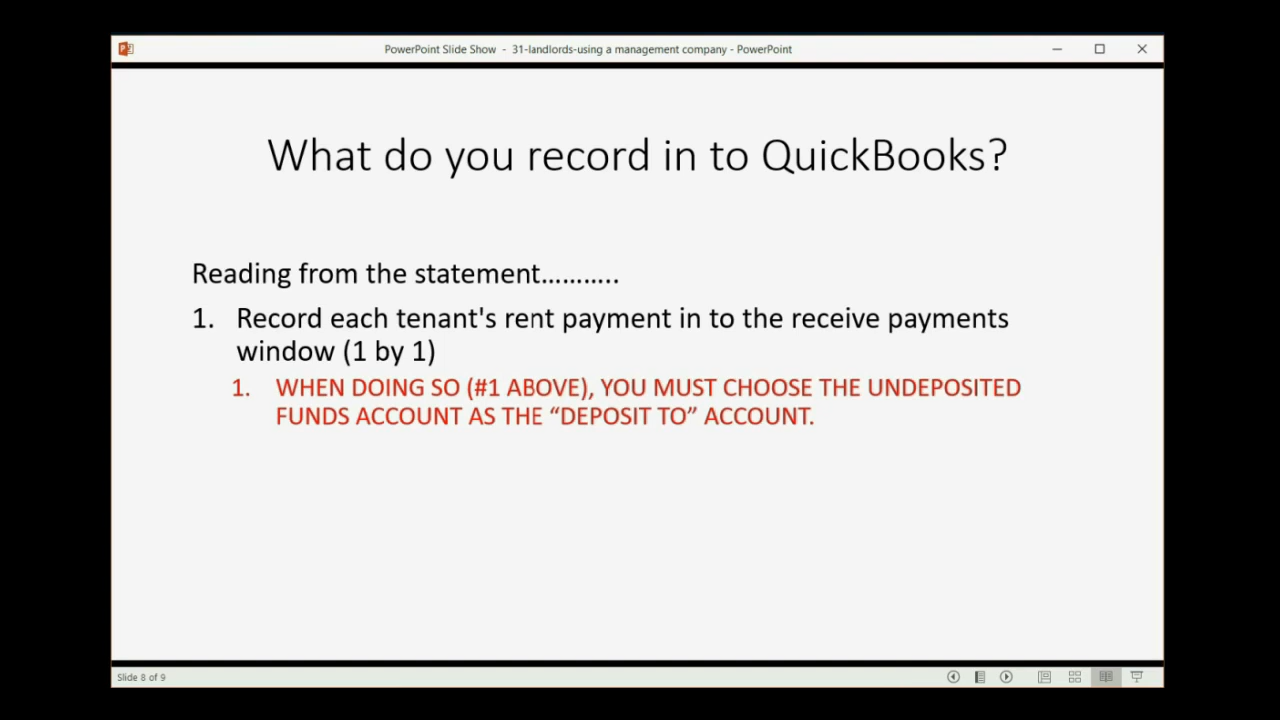 PowerPoint Slide Show - 31-landlords-using a management company - PowerPoint
What do you record in to QuickBooks?
Reading from the statement………..
1. Record each tenant's rent payment in to the receive payments
window (1 by 1)
1. WHEN DOING SO (#1 ABOVE), YOU MUST CHOOSE THE UNDEPOSITED
FUNDS ACCOUNT AS THE “DEPOSIT TO” ACCOUNT.
Slide 8 of 9